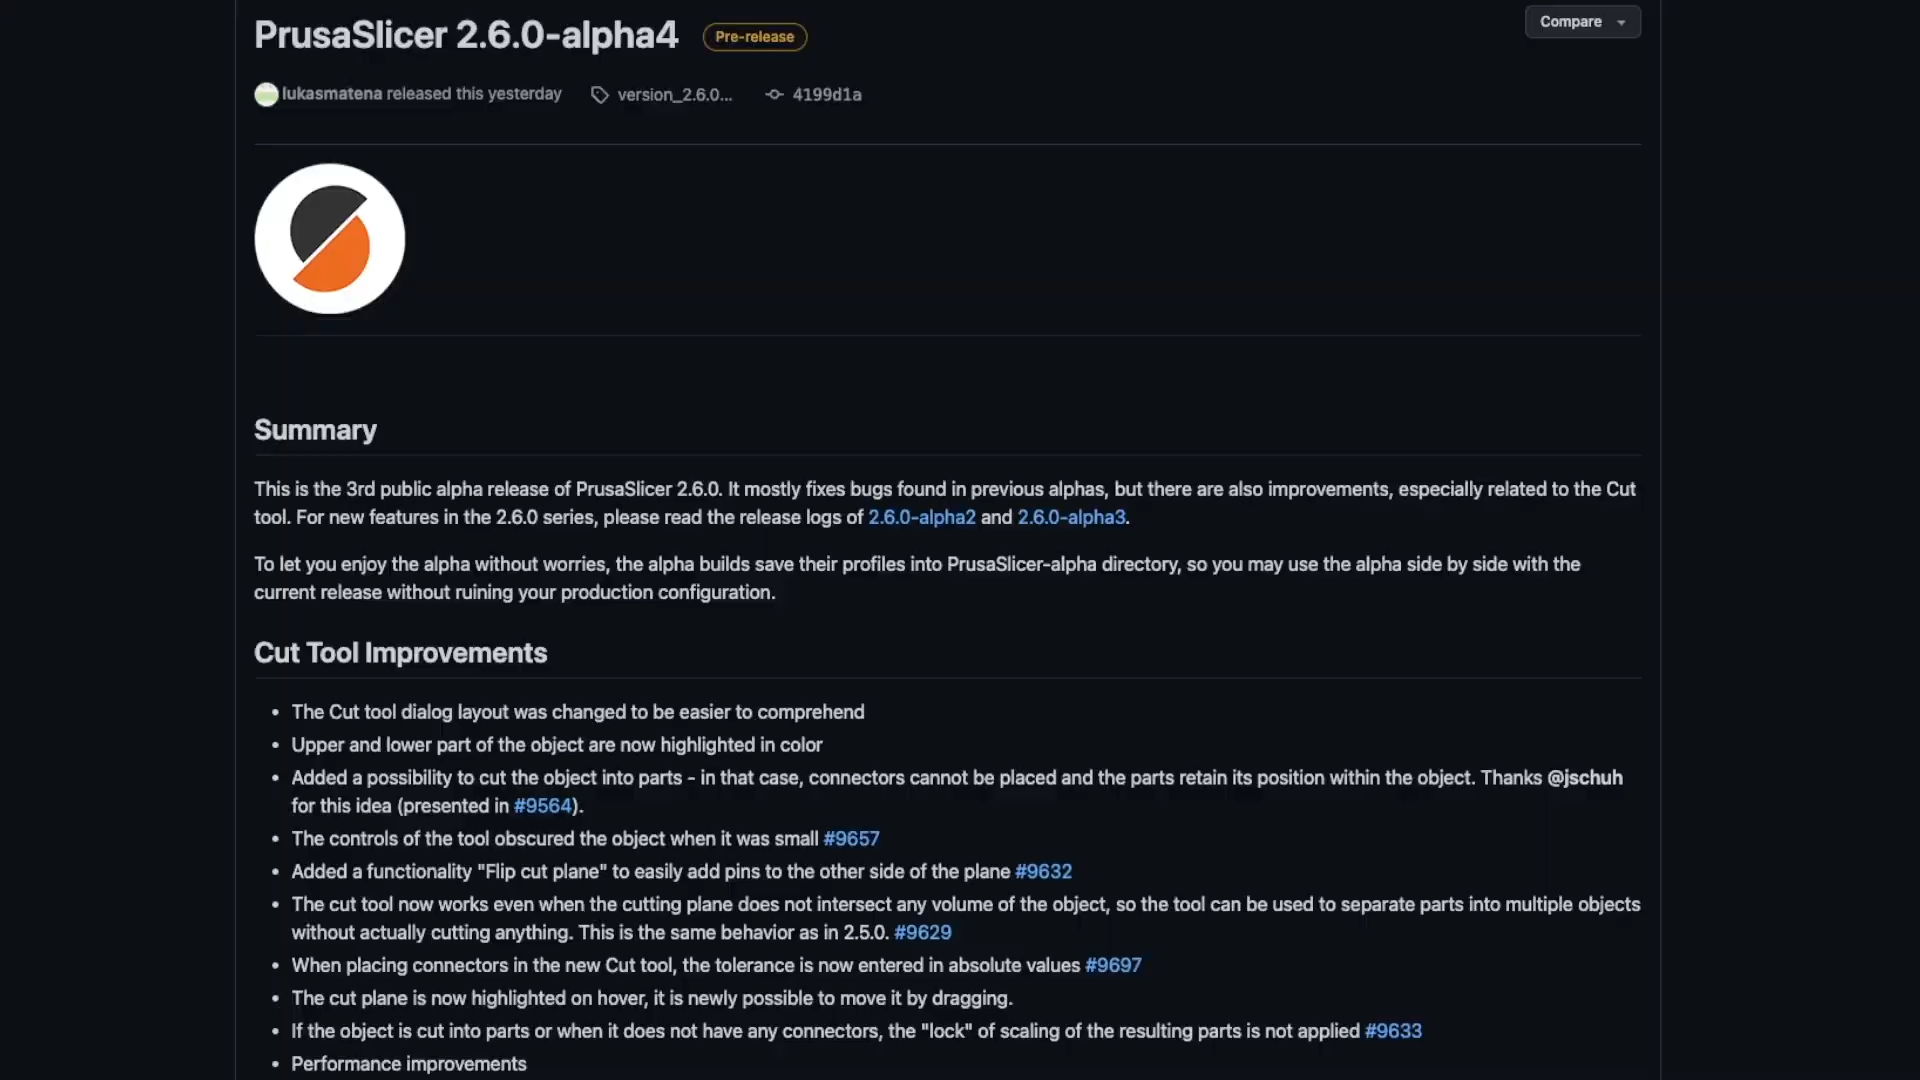 PrusaSlicer 2.6.0-alpha4 Pre-release Compare
lukasmatena released this yesterday version_2.6.0... 4199d1a
Summary
This is the 3rd public alpha release of PrusaSlicer 2.6.0. It mostly fixes bugs found in previous alphas, but there are also improvements, especially related to the Cut
tool. For new features in the 2.6.0 series, please read the release logs of 2.6.0-alpha2 and 2.6.0-alpha3.
To let you enjoy the alpha without worries, the alpha builds save their profiles into PrusaSlicer-alpha directory, so you may use the alpha side by side with the
current release without ruining your production configuration.
Cut Tool Improvements
• The Cut tool dialog layout was changed to be easier to comprehend
• Upper and lower part of the object are now highlighted in color
• Added a possibility to cut the object into parts - in that case, connectors cannot be placed and the parts retain its position within the object. Thanks @jschuh
for this idea (presented in #9564).
• The controls of the tool obscured the object when it was small #9657
• Added a functionality "Flip cut plane" to easily add pins to the other side of the plane #9632
• The cut tool now works even when the cutting plane does not intersect any volume of the object, so the tool can be used to separate parts into multiple objects
without actually cutting anything. This is the same behavior as in 2.5.0. #9629
• When placing connectors in the new Cut tool, the tolerance is now entered in absolute values #9697
• The cut plane is now highlighted on hover, it is newly possible to move it by dragging.
• If the object is cut into parts or when it does not have any connectors, the "lock" of scaling of the resulting parts is not applied #9633
• Performance improvements